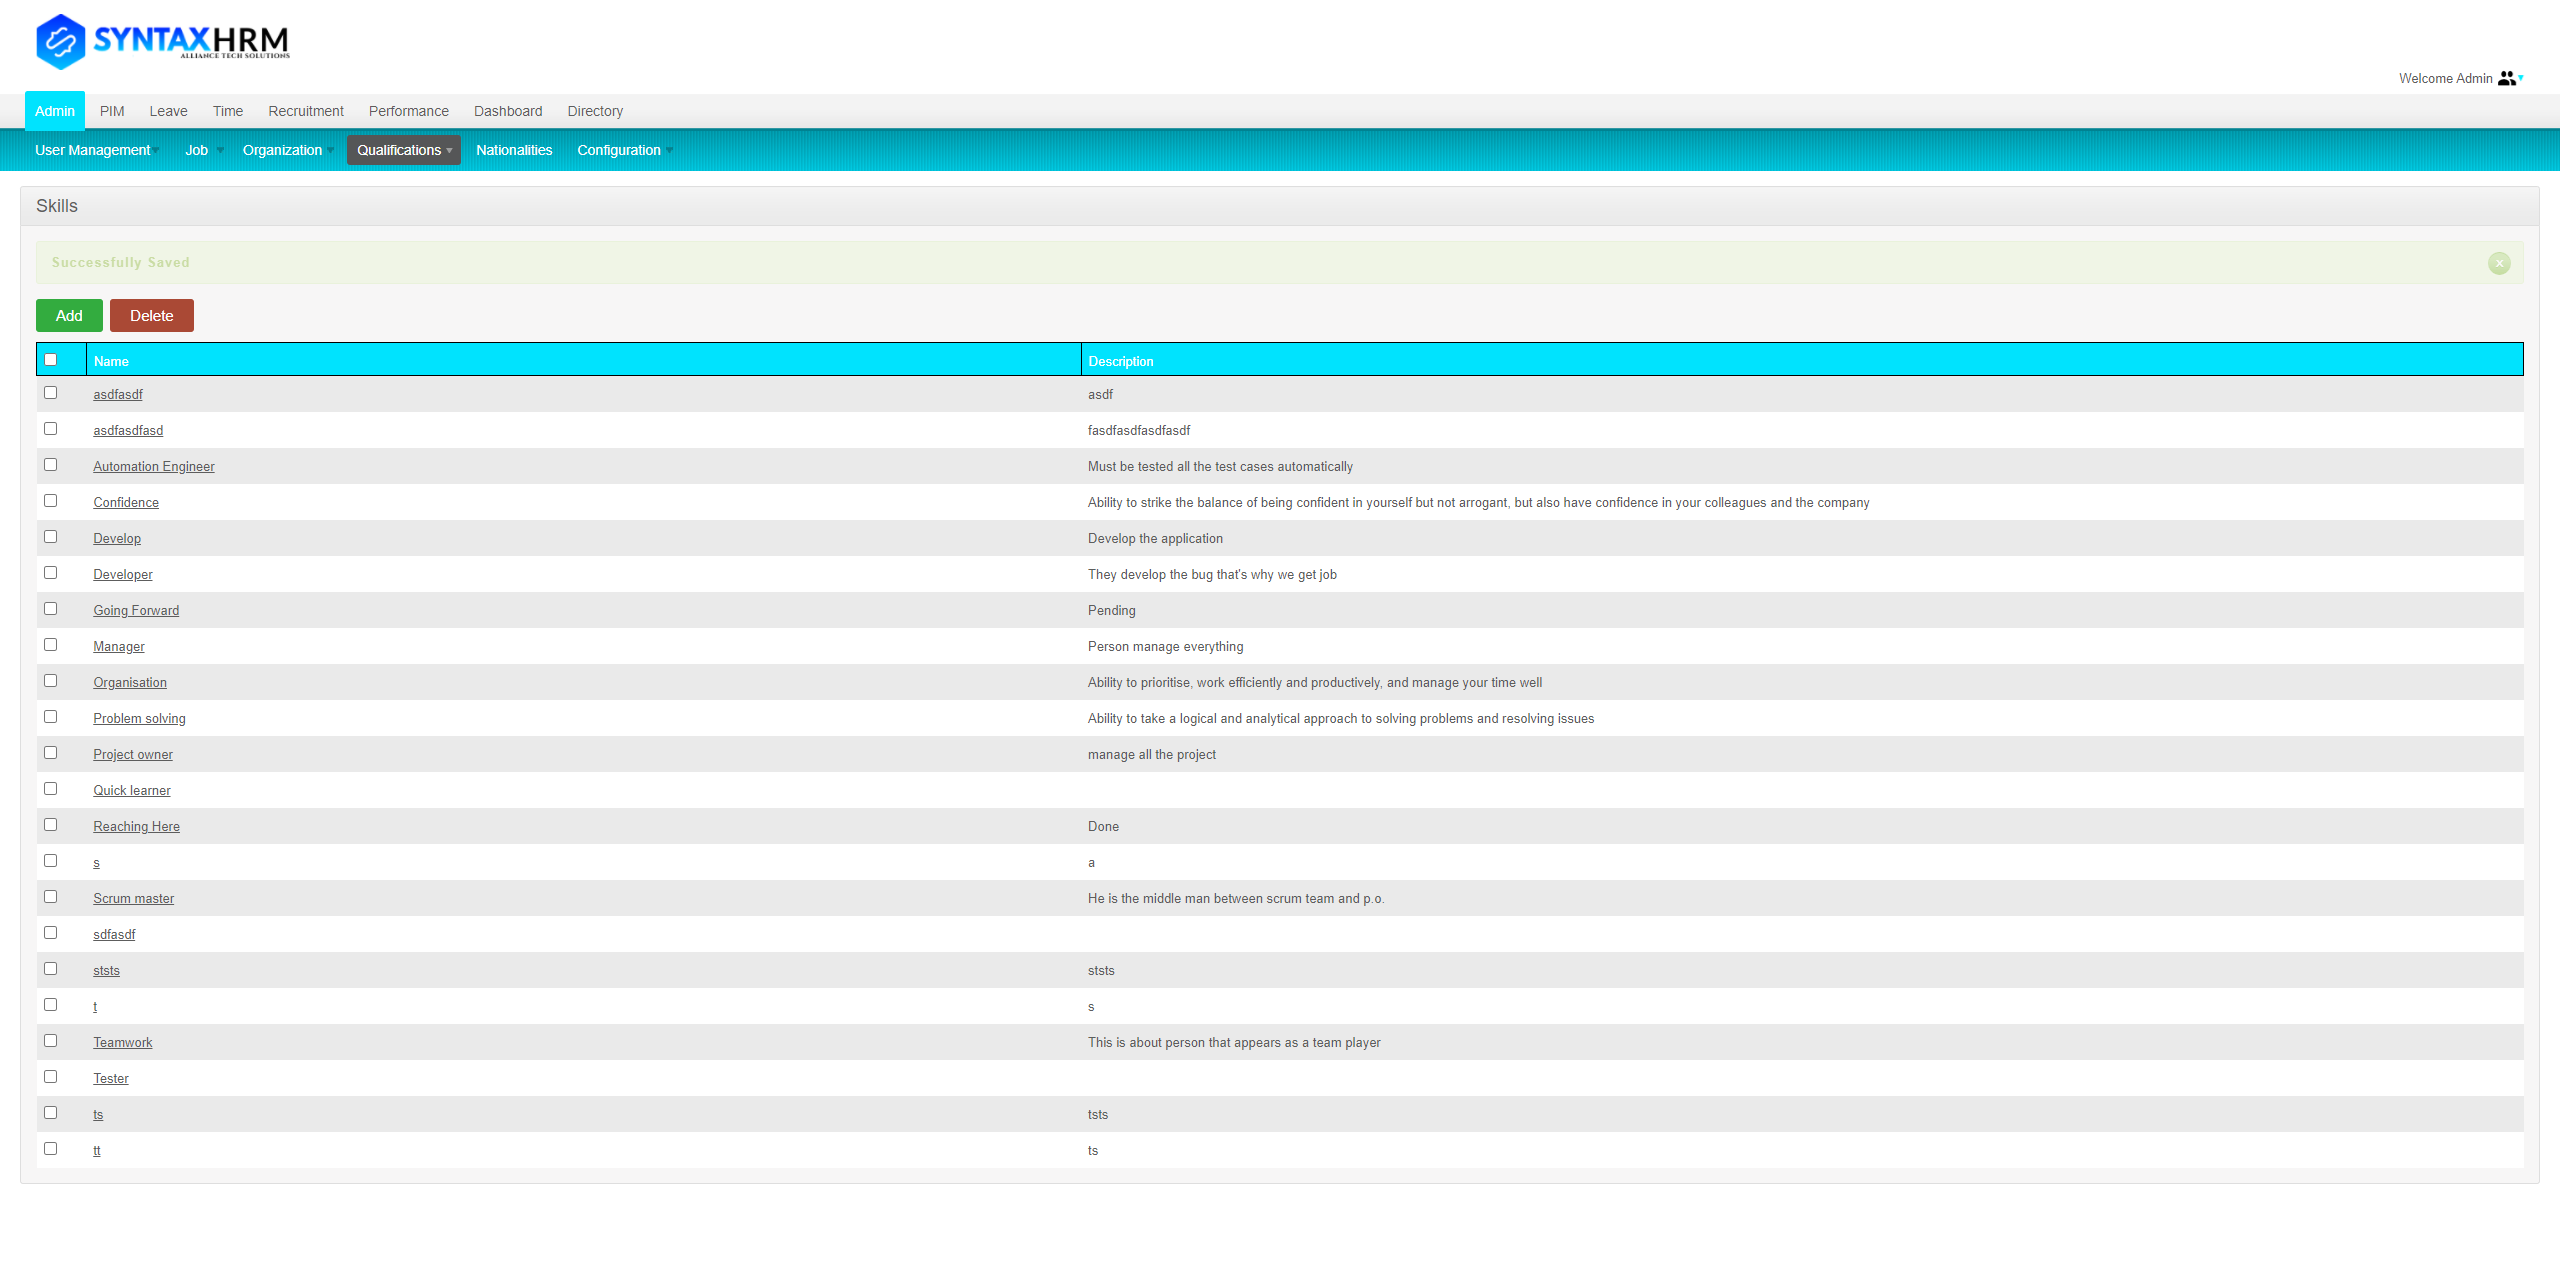 SYNTAXHRM
ALLIANCE TECH SOLUTIONS
Welcome Admin
Admin PIM Leave Time Recruitment Performance Dashboard Directory
User Management Job Organization Qualifications Nationalities Configuration
Skills
Successfully Saved
Add Delete
Name Description
asdfasdf asdf
asdfasdfasd fasdfasdfasdfasdf
Automation Engineer Must be tested all the test cases automatically
Confidence Ability to strike the balance of being confident in yourself but not arrogant, but also have confidence in your colleagues and the company
Develop Develop the application
Developer They develop the bug that's why we get job
Going Forward Pending
Manager Person manage everything
Organisation Ability to prioritise, work efficiently and productively, and manage your time well
Problem solving Ability to take a logical and analytical approach to solving problems and resolving issues
Project owner manage all the project
Quick learner
Reaching Here Done
s a
Scrum master He is the middle man between scrum team and p.o.
sdfasdf
ststs ststs
t s
Teamwork This is about person that appears as a team player
Tester
ts tsts
tt ts